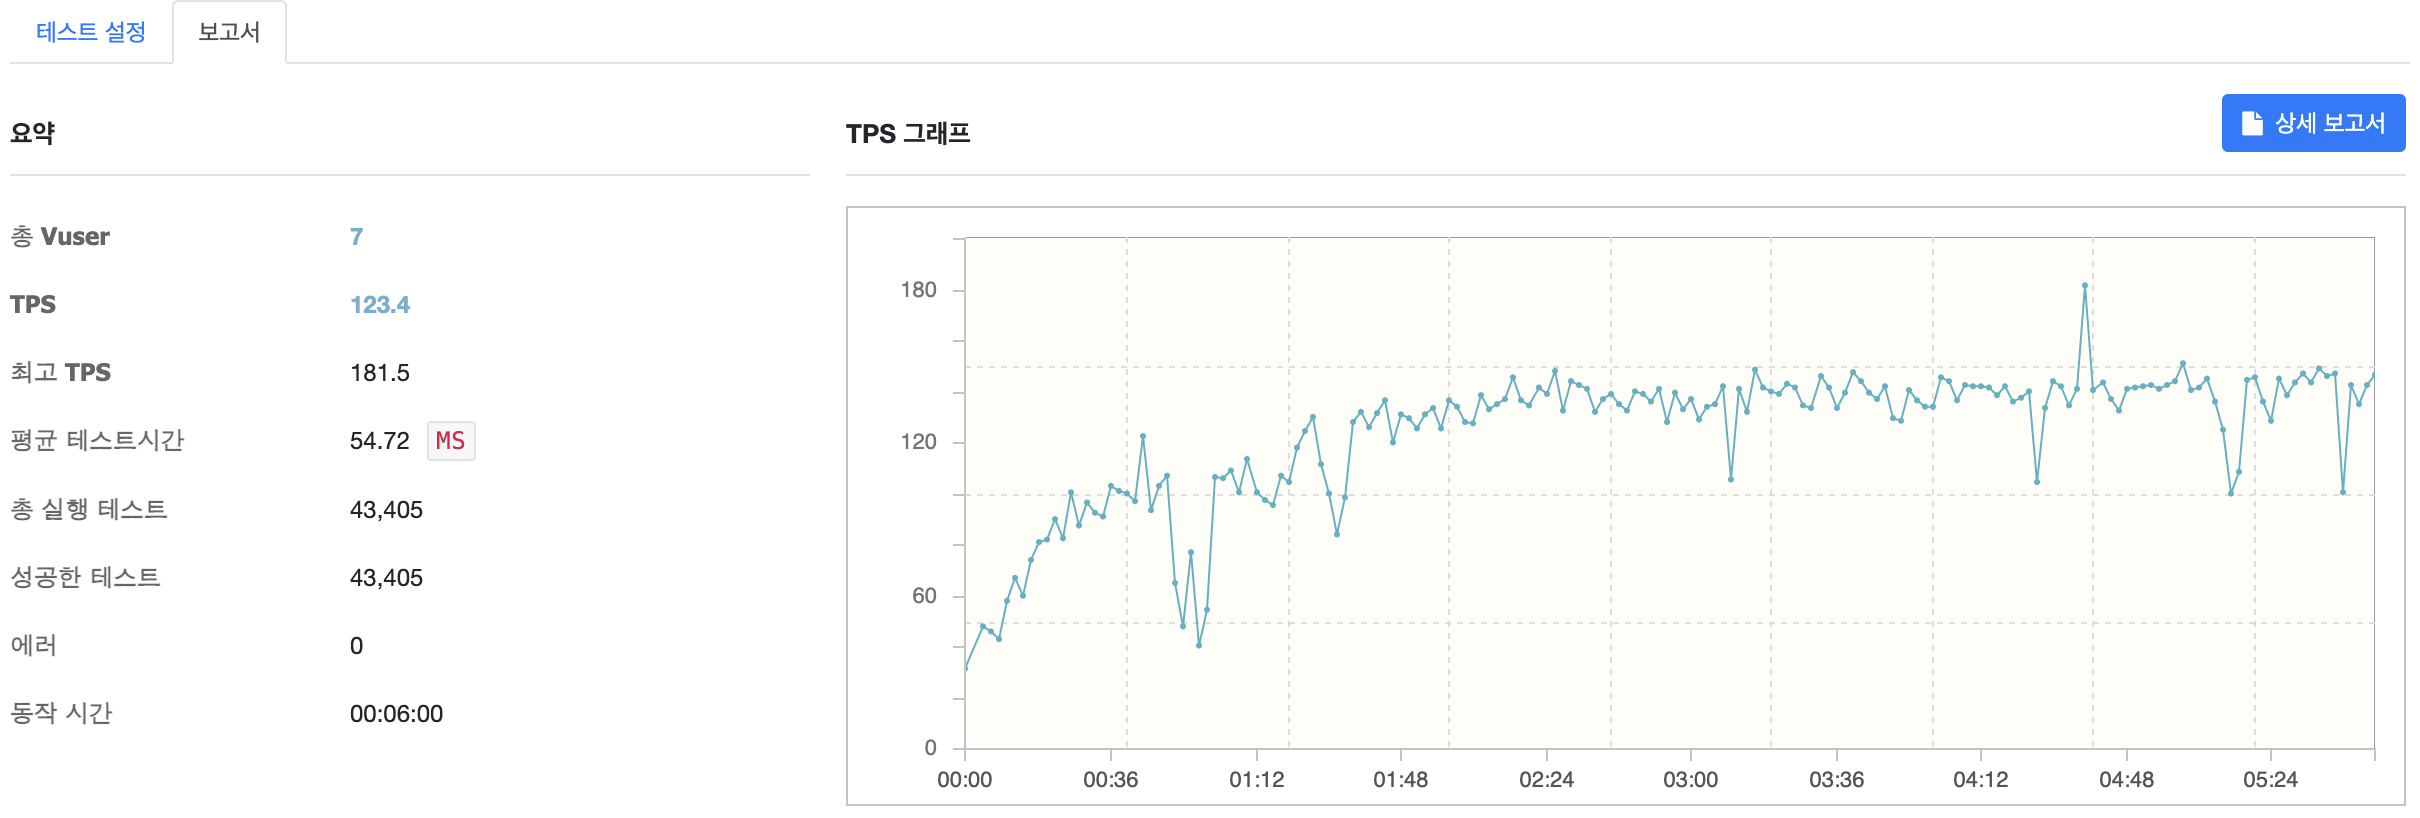 테스트 설정
보고서
요약
총 Vuser 7
TPS 123.4
최고 TPS 181.5
평균 테스트시간 54.72 MS
총 실행 테스트 43,405
성공한 테스트 43,405
에러 0
동작 시간 00:06:00
TPS 그래프
상세 보고서
180
120
60
0
00:00 00:36 01:12 01:48 02:24 03:00 03:36 04:12 04:48 05:24